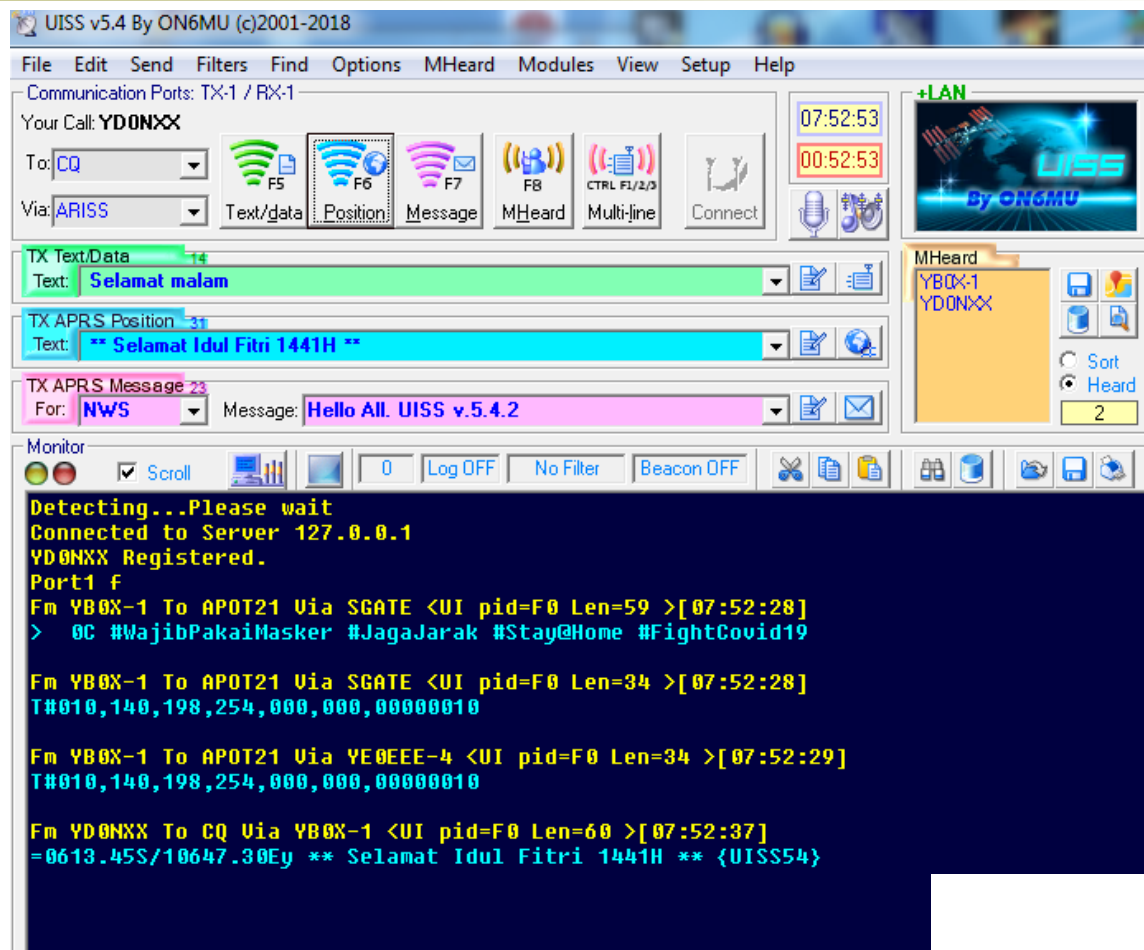 UISS v5.4 By ON6MU (c)2001-2018
File Edit Send Filters Find Options MHeard Modules View Setup Help
Communication Ports: TX-1 / RX-1
Your Call: YD0NXX
To: CQ
Via: ARISS
F5
Text/data
F6
Position
F7
Message
F8
MHeard
CTRL F1/2/3
Multi-line
Connect
07:52:53
00:52:53
+LAN
UISS
By ON6MU
TX Text/Data 14
Text: Selamat malam
TX APRS Position 31
Text: ** Selamat Idul Fitri 1441H **
TX APRS Message 23
For: NWS Message: Hello All. UISS v.5.4.2
MHeard
YB0X-1
YD0NXX
Sort
Heard
2
Monitor
Scroll 0 Log OFF No Filter Beacon OFF
Detecting...Please wait
Connected to Server 127.0.0.1
YD0NXX Registered.
Port1 f
Fm YB0X-1 To APOT21 Via SGATE <UI pid=F0 Len=59 >[07:52:28]
>  0C #WajibPakaiMasker #JagaJarak #Stay@Home #FightCovid19
Fm YB0X-1 To APOT21 Via SGATE <UI pid=F0 Len=34 >[07:52:28]
T#010,140,198,254,000,000,00000010
Fm YB0X-1 To APOT21 Via YE0EEE-4 <UI pid=F0 Len=34 >[07:52:29]
T#010,140,198,254,000,000,00000010
Fm YD0NXX To CQ Via YB0X-1 <UI pid=F0 Len=60 >[07:52:37]
=0613.45S/10647.30Ey ** Selamat Idul Fitri 1441H ** {UISS54}